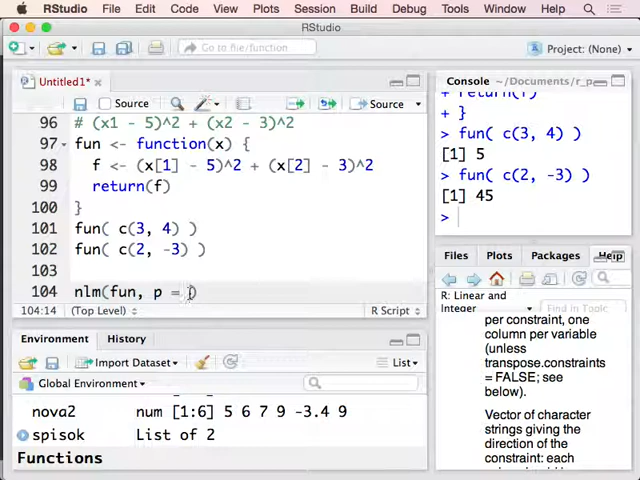 RStudio File Edit Code View Plots Session Build Debug Tools Help
RStudio
Go to file/function
Project: (None)
Untitled1*
Source
Source
96 # (x1 - 5)^2 + (x2 - 3)^2
97 fun <- function(x) {
98 f <- (x[1] - 5)^2 + (x[2] - 3)^2
99 return(f)
100 }
101 fun( c(3, 4) )
102 fun( c(2, -3) )
103
104 nlm(fun, p = )
104:14 (Top Level) R Script
Environment History
Import Dataset List
Global Environment
nova2 num [1:6] 5 6 7 9 -3.4 9
spisok List of 2
Functions
Console ~/Documents/r_p
+ return(f)
+ }
> fun( c(3, 4) )
[1] 5
> fun( c(2, -3) )
[1] 45
>
Files Plots Packages Help
R: Linear and Integer
Find in Topic
per constraint, one
column per variable
(unless
transpose.constraints
= FALSE; see
below).
Vector of character
strings giving the
direction of the
constraint: each